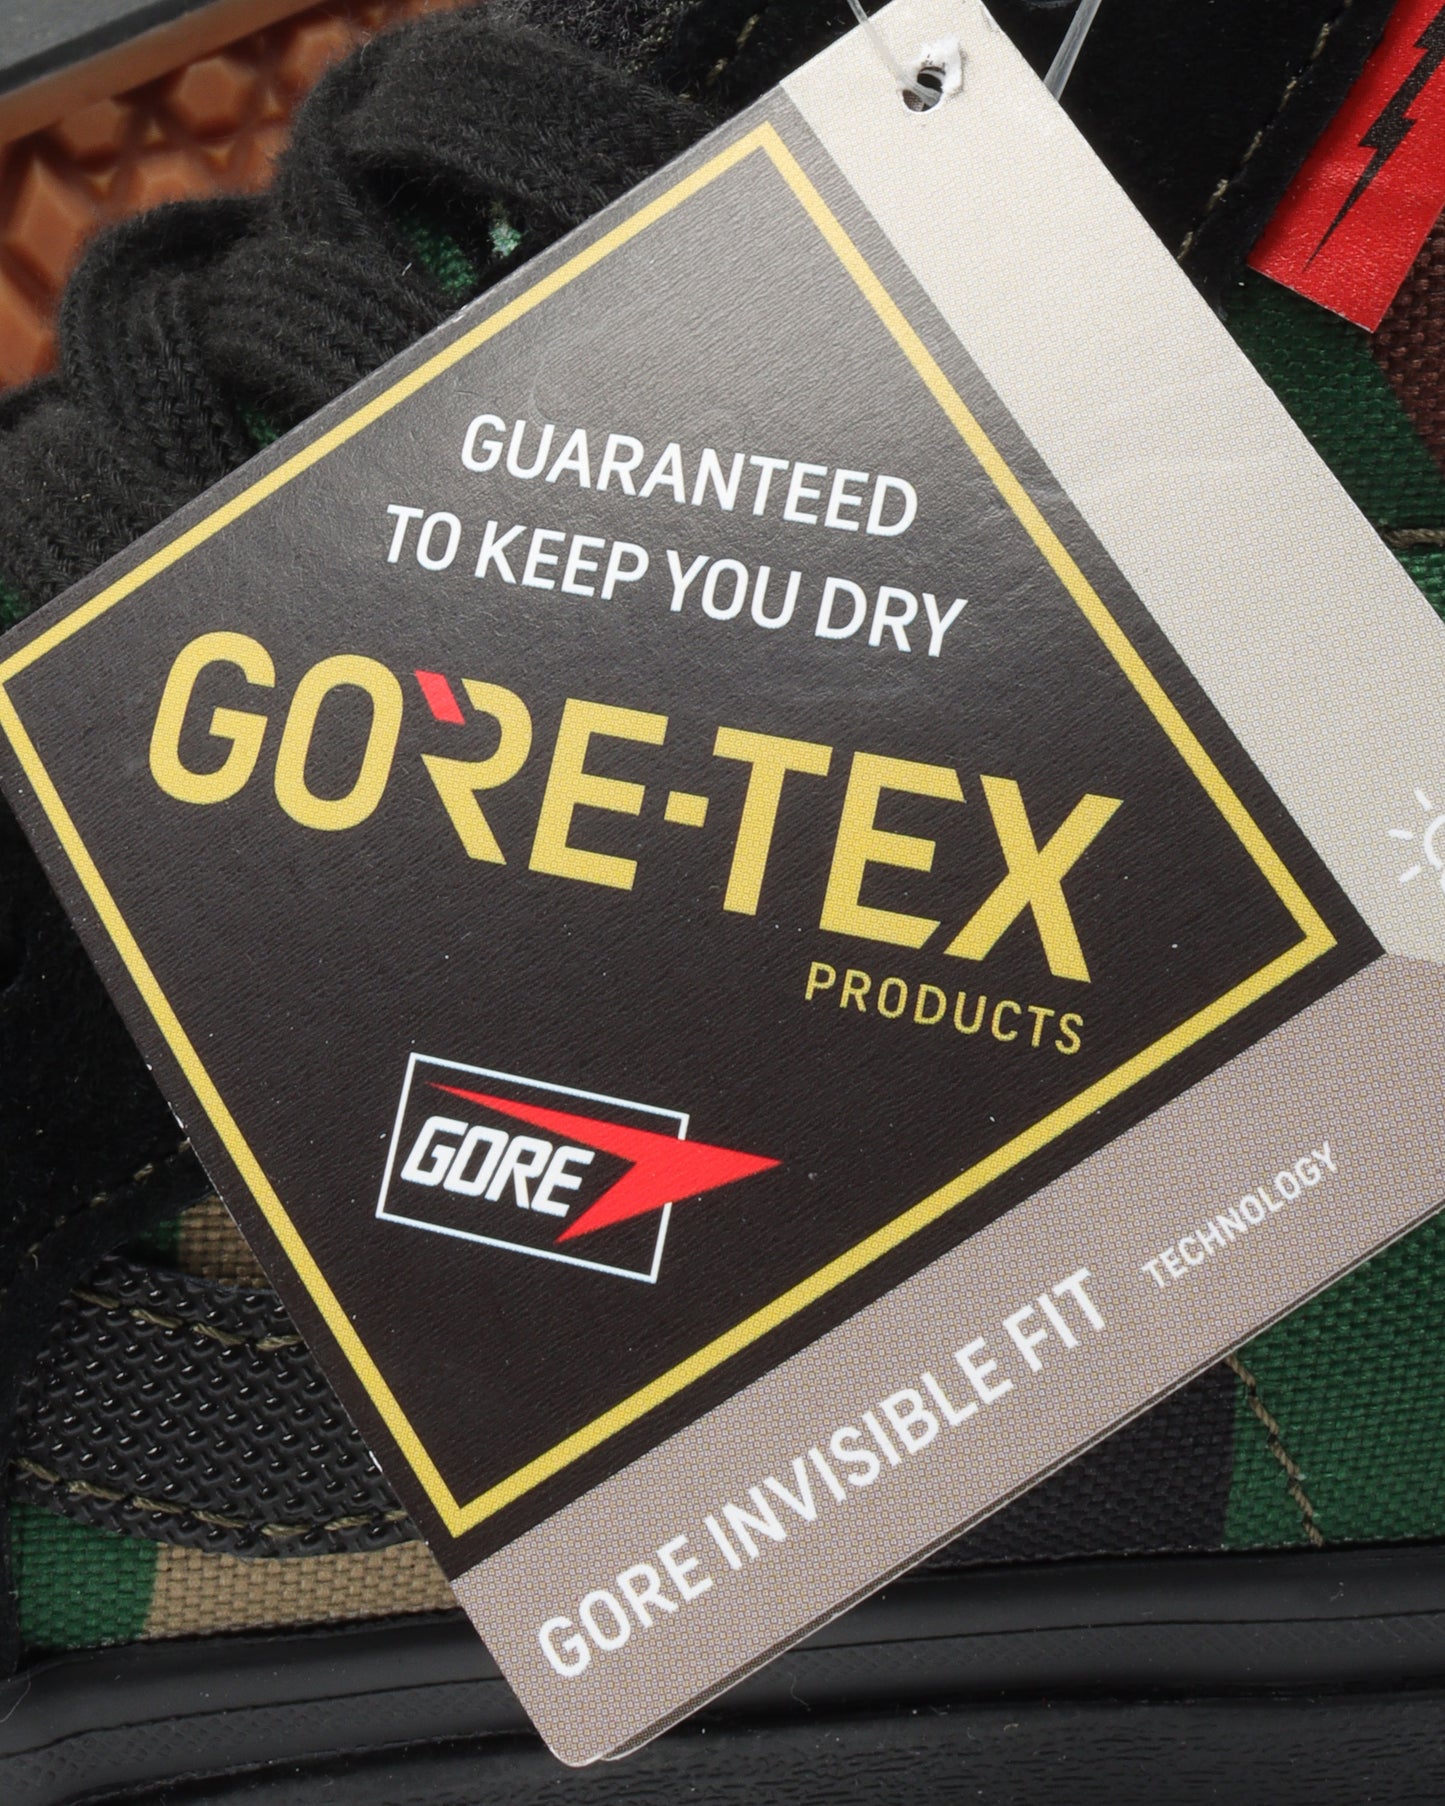 GUARANTEED
TO KEEP YOU DRY
GORE-TEX
PRODUCTS
GORE
GORE INVISIBLE FIT TECHNOLOGY